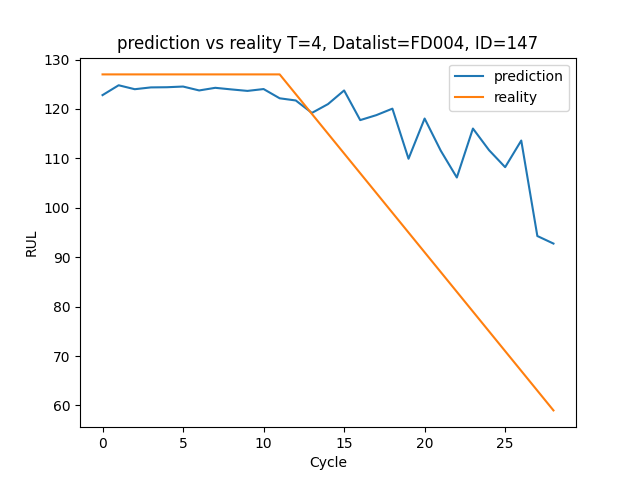 prediction vs reality T=4, Datalist=FD004, ID=147
prediction
reality
130
120
110
100
90
80
70
60
RUL
0 5 10 15 20 25
Cycle